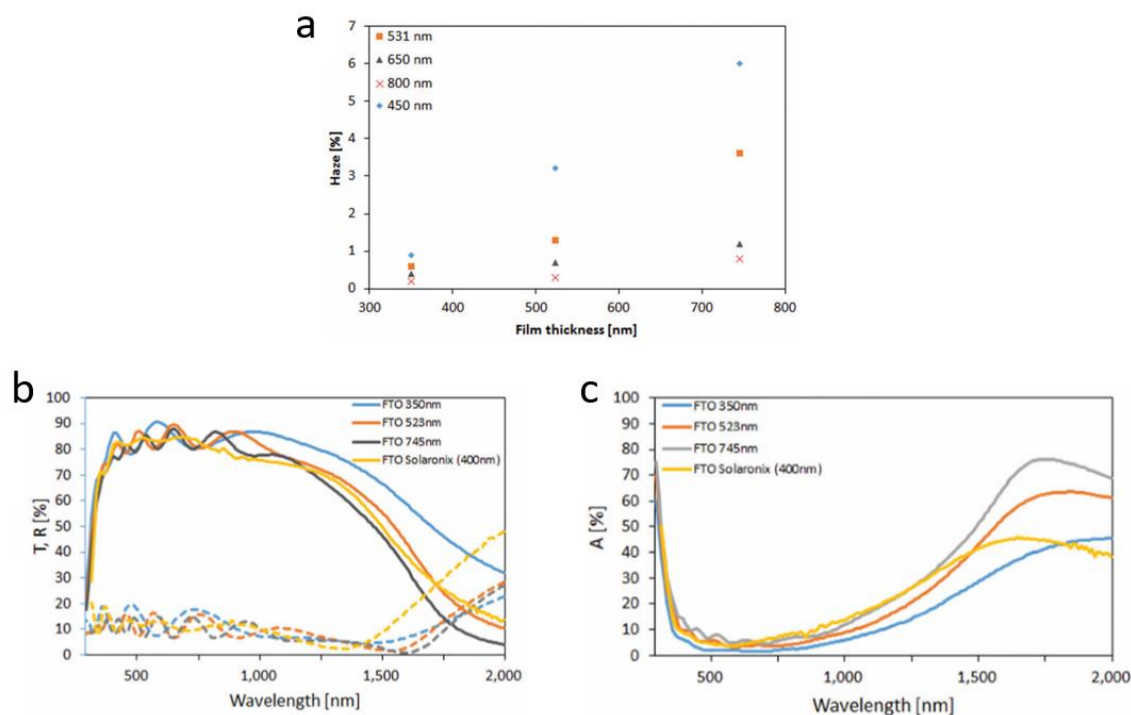 a
7
6
5
4
3
2
1
0
Haze [%]
531 nm
650 nm
800 nm
450 nm
300 400 500 600 700 800
Film thickness [nm]
b
100
90
80
70
60
50
40
30
20
10
0
T, R [%]
FTO 350nm
FTO 523nm
FTO 745nm
FTO Solaronix (400nm)
500 1,000 1,500 2,000
Wavelength [nm]
c
100
90
80
70
60
50
40
30
20
10
0
A [%]
FTO 350nm
FTO 523nm
FTO 745nm
FTO Solaronix (400nm)
500 1,000 1,500 2,000
Wavelength [nm]